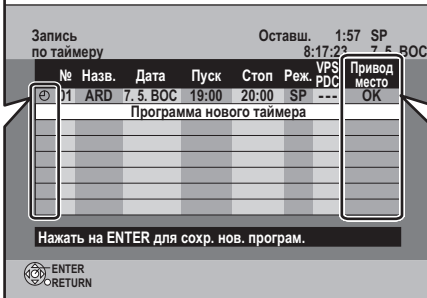 Запись Оставш. 1:57 SP
по таймеру 8:17:23 7. 5. ВОС
№ Назв. Дата Пуск Стоп Реж. VPS PDC Привод место
01 ARD 7. 5. ВОС 19:00 20:00 SP --- OK
Программа нового таймера
Нажать на ENTER для сохр. нов. програм.
ENTER
RETURN